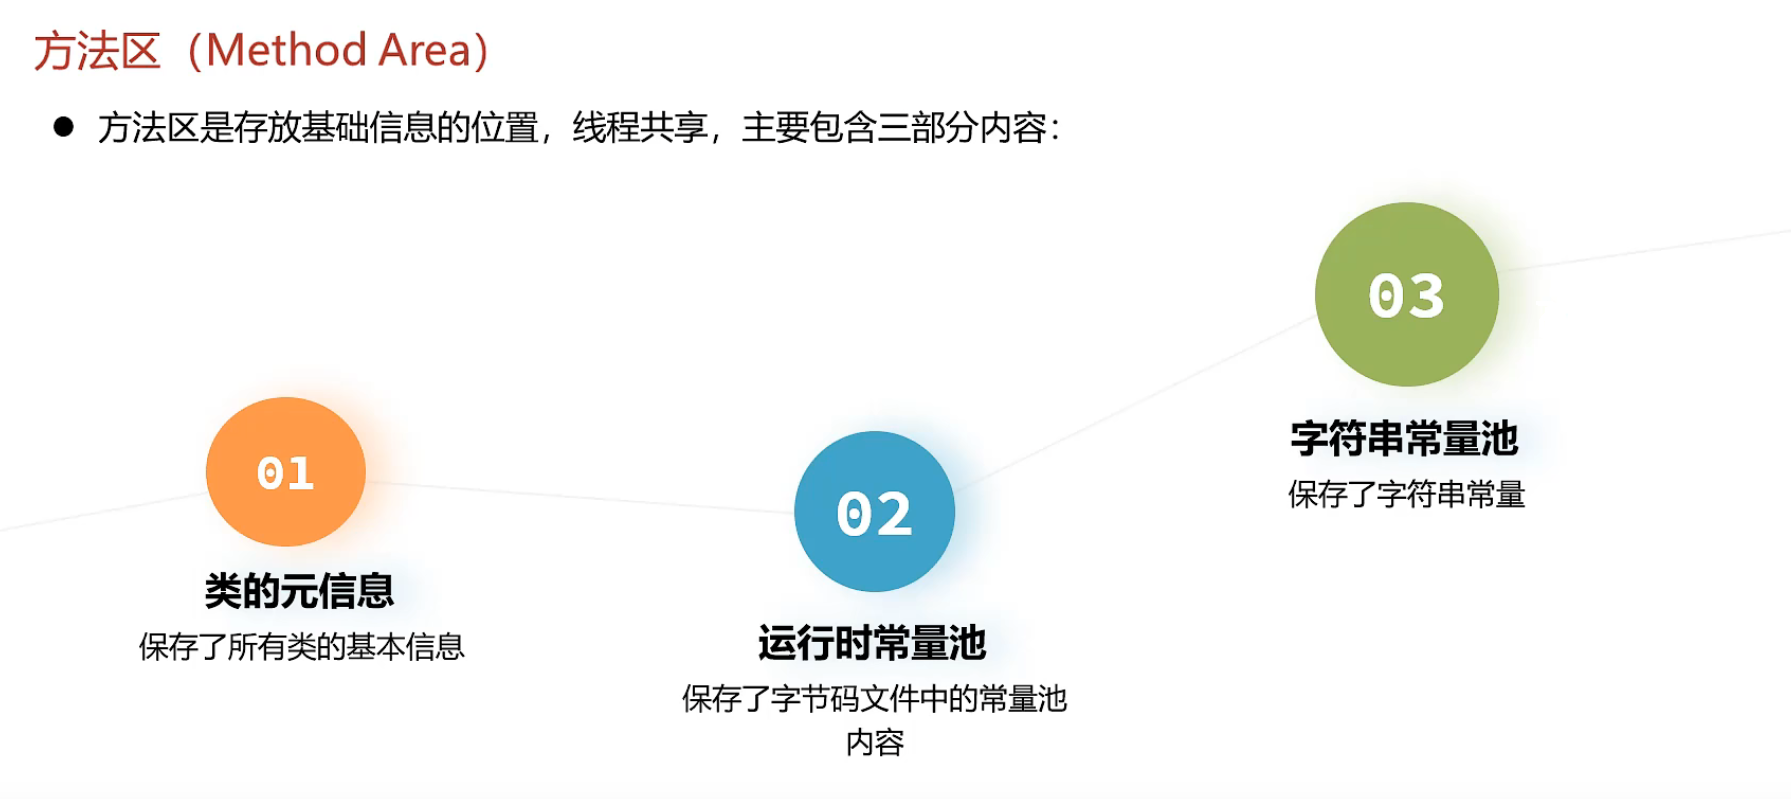 方法区（Method Area）
● 方法区是存放基础信息的位置，线程共享，主要包含三部分内容：
01
类的元信息
保存了所有类的基本信息
02
运行时常量池
保存了字节码文件中的常量池
内容
03
字符串常量池
保存了字符串常量